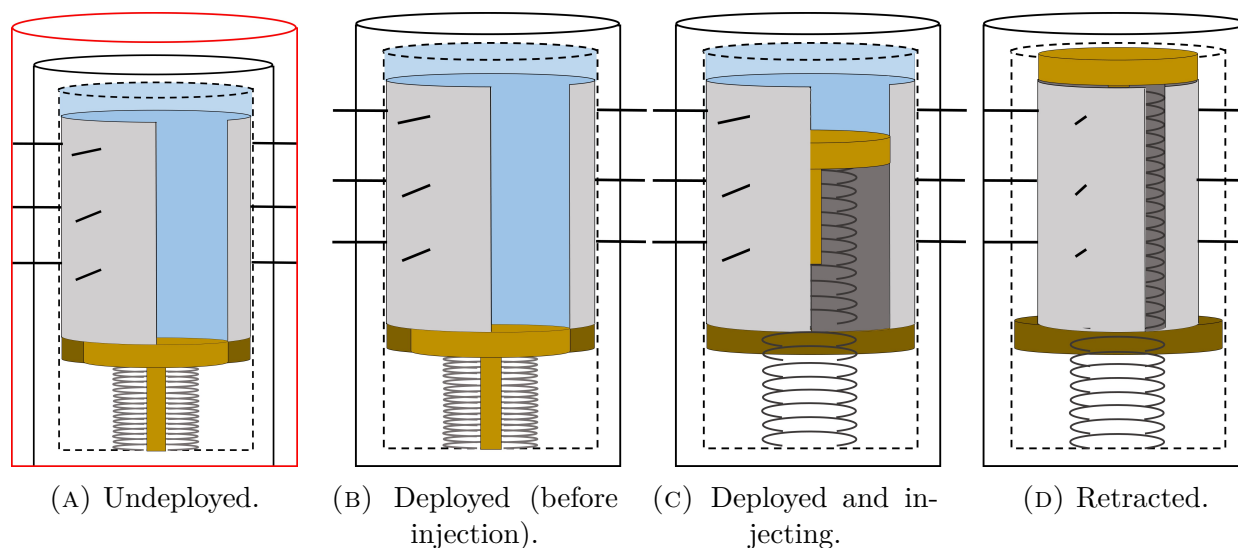 (A) Undeployed.
(B) Deployed (before
injection).
(C) Deployed and in-
jecting.
(D) Retracted.